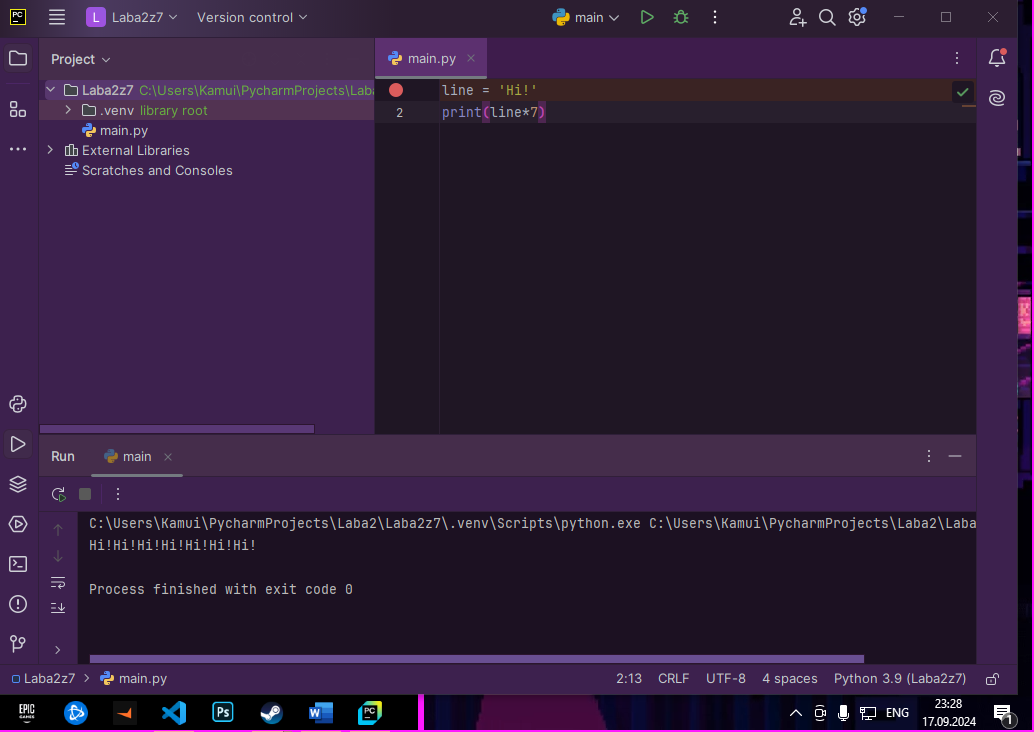 PC L Laba2z7 Version control main
Project
main.py
Laba2z7 C:\Users\Kamui\PycharmProjects\Laba
.venv library root
main.py
External Libraries
Scratches and Consoles
line = 'Hi!'
2 print(line*7)
Run main
C:\Users\Kamui\PycharmProjects\Laba2\Laba2z7\.venv\Scripts\python.exe C:\Users\Kamui\PycharmProjects\Laba2\Laba
Hi!Hi!Hi!Hi!Hi!Hi!Hi!
Process finished with exit code 0
Laba2z7 > main.py 2:13 CRLF UTF-8 4 spaces Python 3.9 (Laba2z7)
EPIC GAMES Ps W PC ENG 23:28
17.09.2024 1